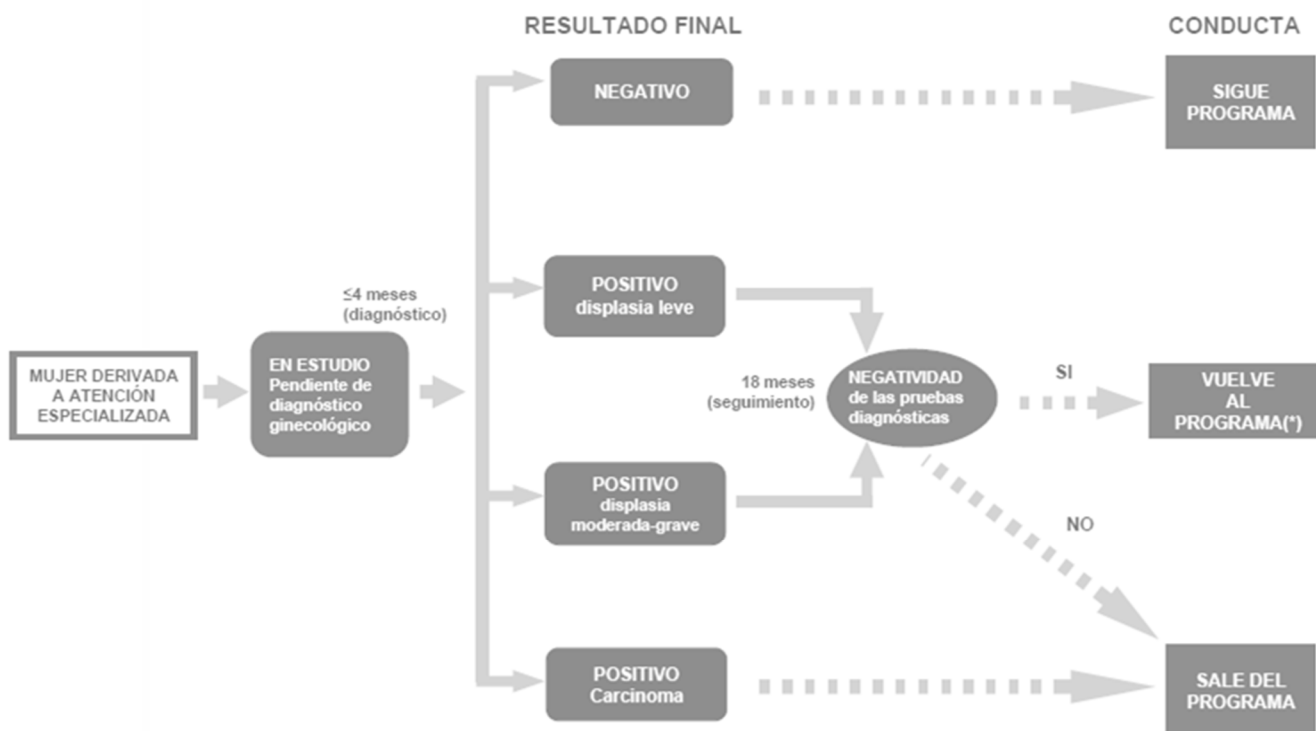 RESULTADO FINAL
CONDUCTA
NEGATIVO
SIGUE
PROGRAMA
≤4 meses
(diagnóstico)
POSITIVO
displasia leve
MUJER DERIVADA
A ATENCIÓN
ESPECIALIZADA
EN ESTUDIO
Pendiente de
diagnóstico
ginecológico
18 meses
(seguimiento)
NEGATIVIDAD
de las pruebas
diagnósticas
SI
VUELVE
AL
PROGRAMA(*)
POSITIVO
displasia
moderada-grave
NO
POSITIVO
Carcinoma
SALE DEL
PROGRAMA